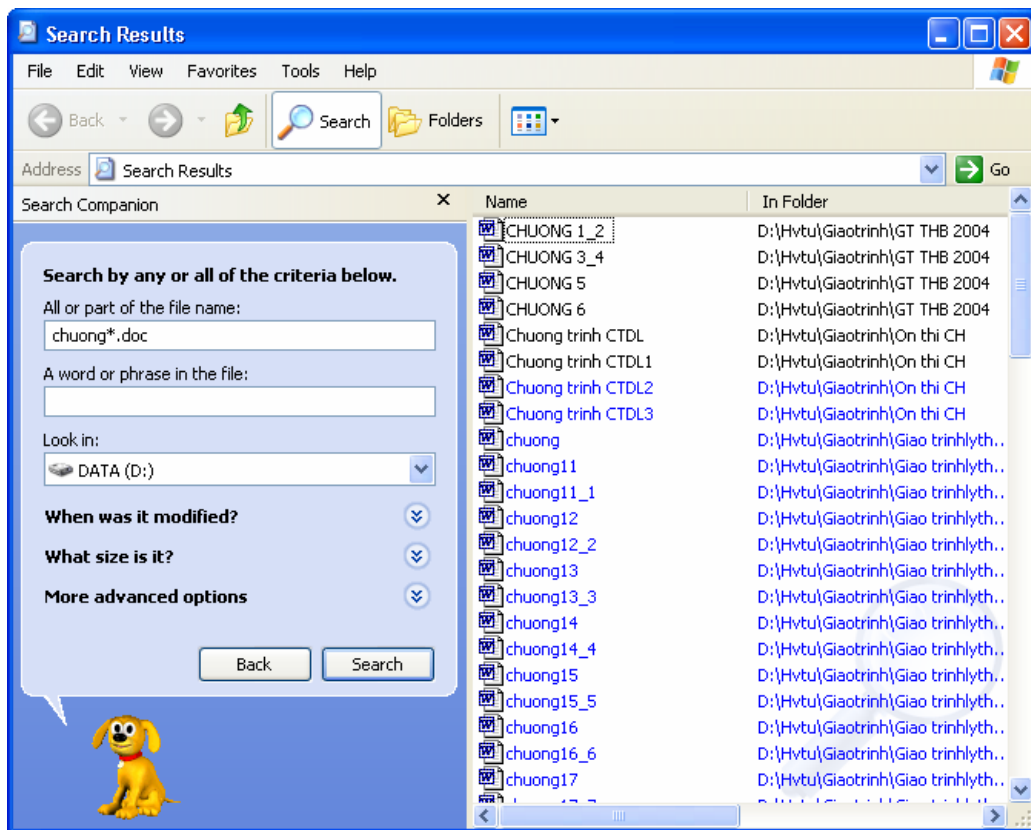 Search Results
File Edit View Favorites Tools Help
Back Search Folders
Address Search Results Go
Search Companion
Search by any or all of the criteria below.
All or part of the file name:
chuong*.doc
A word or phrase in the file:
Look in:
DATA (D:)
When was it modified?
What size is it?
More advanced options
Back Search
Name In Folder
CHUONG 1_2 D:\Hvtu\Giaotrinh\GT THB 2004
CHUONG 3_4 D:\Hvtu\Giaotrinh\GT THB 2004
CHUONG 5 D:\Hvtu\Giaotrinh\GT THB 2004
CHUONG 6 D:\Hvtu\Giaotrinh\GT THB 2004
Chuong trinh CTDL D:\Hvtu\Giaotrinh\On thi CH
Chuong trinh CTDL1 D:\Hvtu\Giaotrinh\On thi CH
Chuong trinh CTDL2 D:\Hvtu\Giaotrinh\On thi CH
Chuong trinh CTDL3 D:\Hvtu\Giaotrinh\On thi CH
chuong D:\Hvtu\Giaotrinh\Giao trinhlyth..
chuong11 D:\Hvtu\Giaotrinh\Giao trinhlyth..
chuong11_1 D:\Hvtu\Giaotrinh\Giao trinhlyth..
chuong12 D:\Hvtu\Giaotrinh\Giao trinhlyth..
chuong12_2 D:\Hvtu\Giaotrinh\Giao trinhlyth..
chuong13 D:\Hvtu\Giaotrinh\Giao trinhlyth..
chuong13_3 D:\Hvtu\Giaotrinh\Giao trinhlyth..
chuong14 D:\Hvtu\Giaotrinh\Giao trinhlyth..
chuong14_4 D:\Hvtu\Giaotrinh\Giao trinhlyth..
chuong15 D:\Hvtu\Giaotrinh\Giao trinhlyth..
chuong15_5 D:\Hvtu\Giaotrinh\Giao trinhlyth..
chuong16 D:\Hvtu\Giaotrinh\Giao trinhlyth..
chuong16_6 D:\Hvtu\Giaotrinh\Giao trinhlyth..
chuong17 D:\Hvtu\Giaotrinh\Giao trinhlyth..